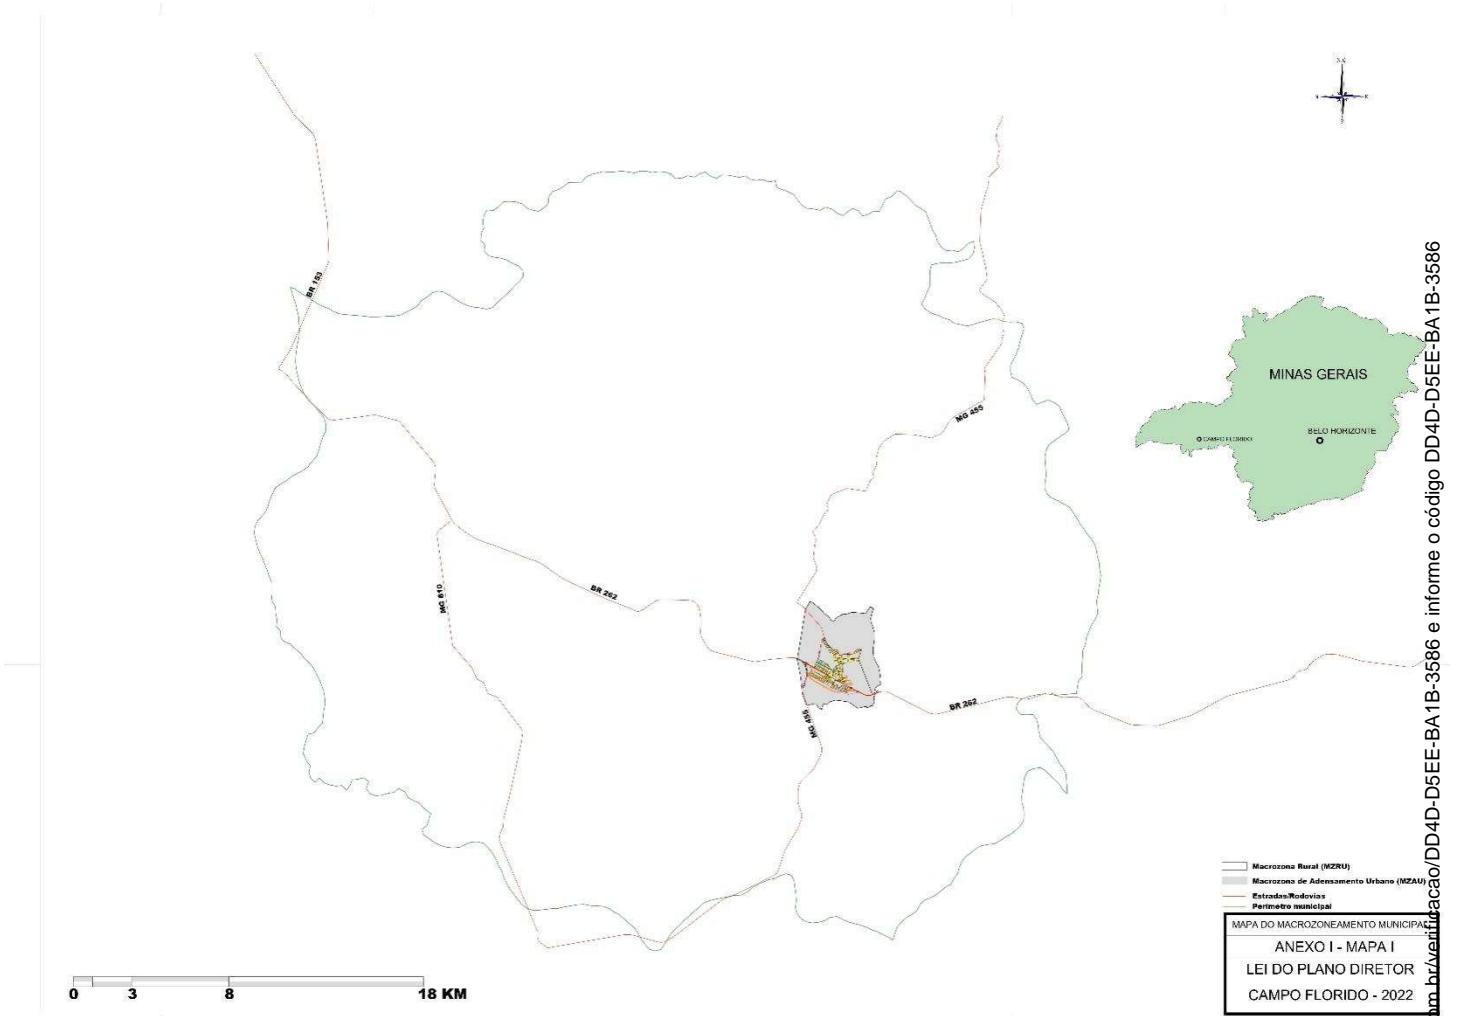 BR 153
MG 455
MINAS GERAIS
BELO HORIZONTE
CAMPO FLORIDO
BR 262
MG 810
BR 262
MG 455
Macrozona Rural (MZRU)
Macrozona de Adensamento Urbano (MZAU)
Estradas/Rodovias
Perímetro municipal
MAPA DO MACROZONEAMENTO MUNICIPAL
ANEXO I - MAPA I
LEI DO PLANO DIRETOR
CAMPO FLORIDO - 2022
0 3 8 18 KM
om.br/verificacao/DD4D-D5EE-BA1B-3586 e informe o código DD4D-D5EE-BA1B-3586